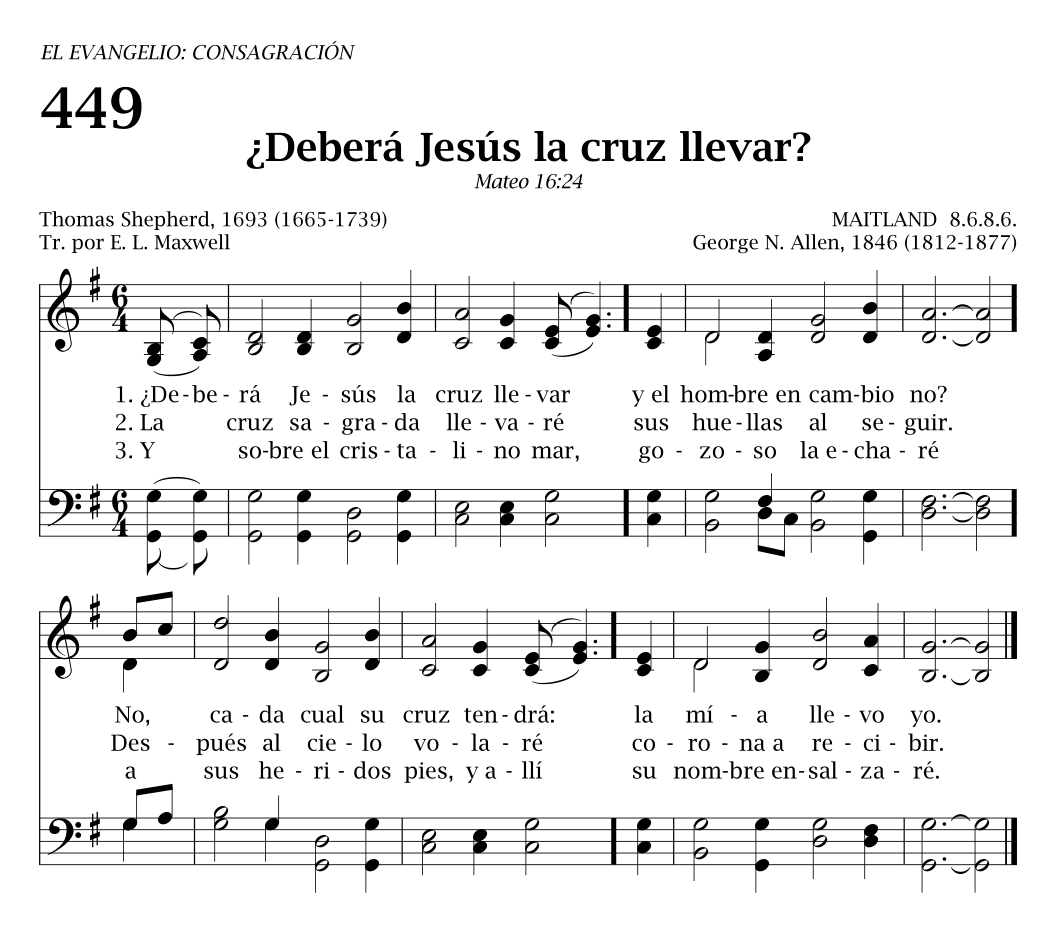 EL EVANGELIO: CONSAGRACIÓN
449
¿Deberá Jesús la cruz llevar?
Mateo 16:24
Thomas Shepherd, 1693 (1665-1739)
MAITLAND 8.6.8.6.
Tr. por E. L. Maxwell
George N. Allen, 1846 (1812-1877)
6
4
1. ¿De-be - rá Je - sús la cruz lle - var y el hom-bre en cam-bio no?
2. La cruz sa - gra - da lle - va - ré sus hue - llas al se - guir.
3. Y so-bre el cris - ta - li - no mar, go - zo - so la e - cha - ré
6
4
No, ca - da cual su cruz ten - drá: la mí - a lle - vo yo.
Des - pués al cie - lo vo - la - ré co - ro - na a re - ci - bir.
a sus he - ri - dos pies, y a - llí su nom-bre en-sal - za - ré.